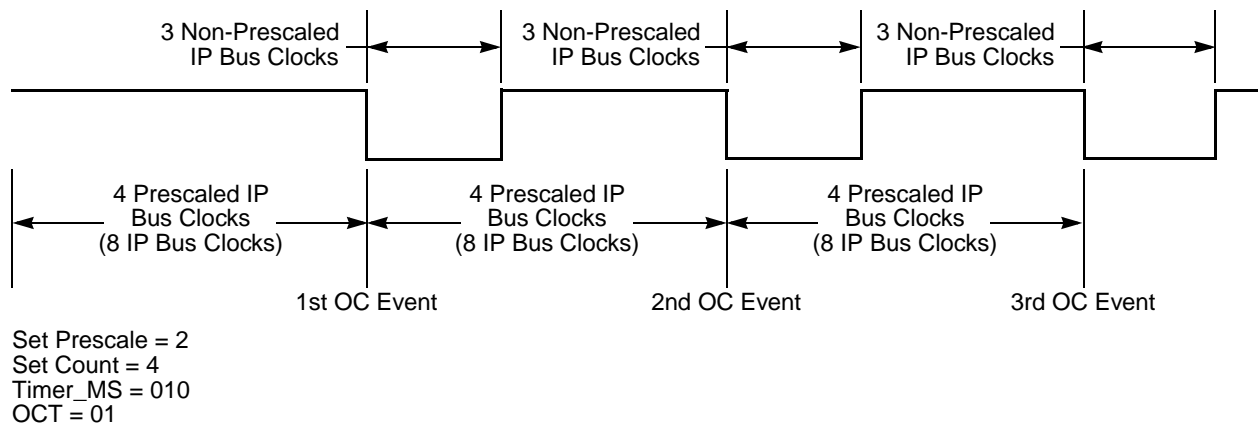 3 Non-Prescaled
IP Bus Clocks
3 Non-Prescaled
IP Bus Clocks
3 Non-Prescaled
IP Bus Clocks
4 Prescaled IP
Bus Clocks
(8 IP Bus Clocks)
4 Prescaled IP
Bus Clocks
(8 IP Bus Clocks)
4 Prescaled IP
Bus Clocks
(8 IP Bus Clocks)
1st OC Event
2nd OC Event
3rd OC Event
Set Prescale = 2
Set Count = 4
Timer_MS = 010
OCT = 01